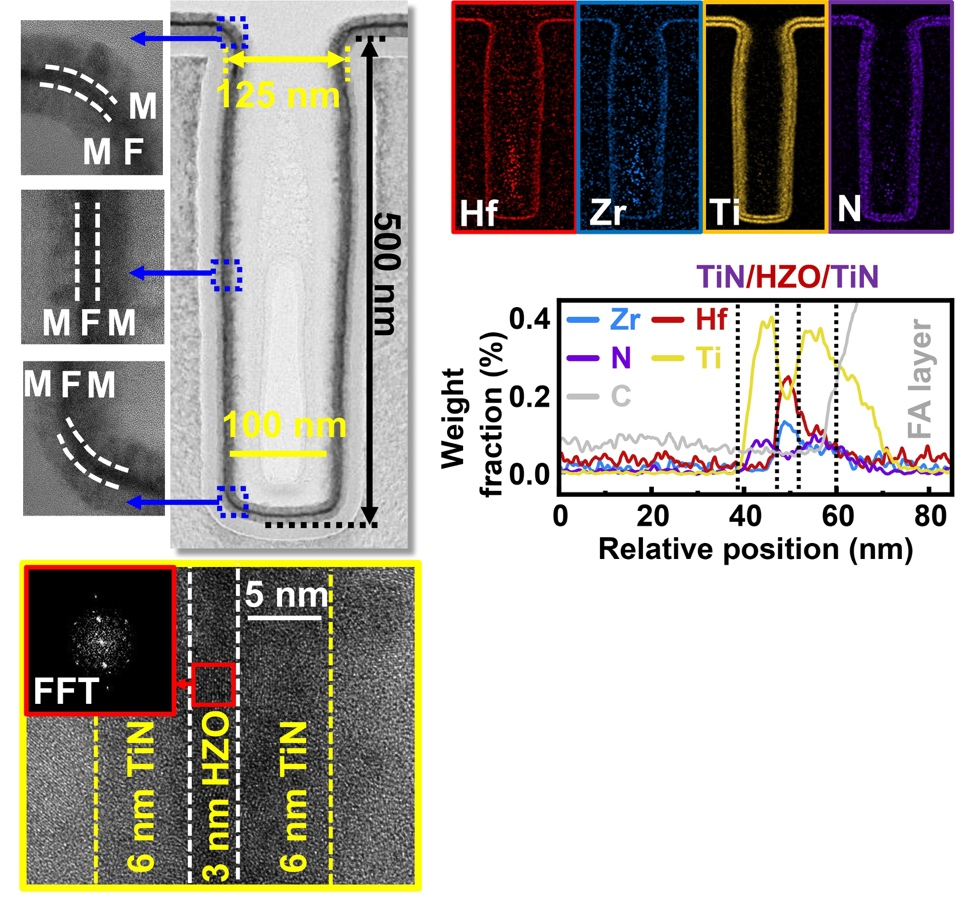 M
M F
M F M
M F M
125 nm
500 nm
100 nm
Hf
Zr
Ti
N
TiN/HZO/TiN
Zr
Hf
N
Ti
C
FA layer
Weight
fraction (%)
0.4
0.2
0.0
0
20
40
60
80
Relative position (nm)
5 nm
FFT
6 nm TiN
3 nm HZO
6 nm TiN